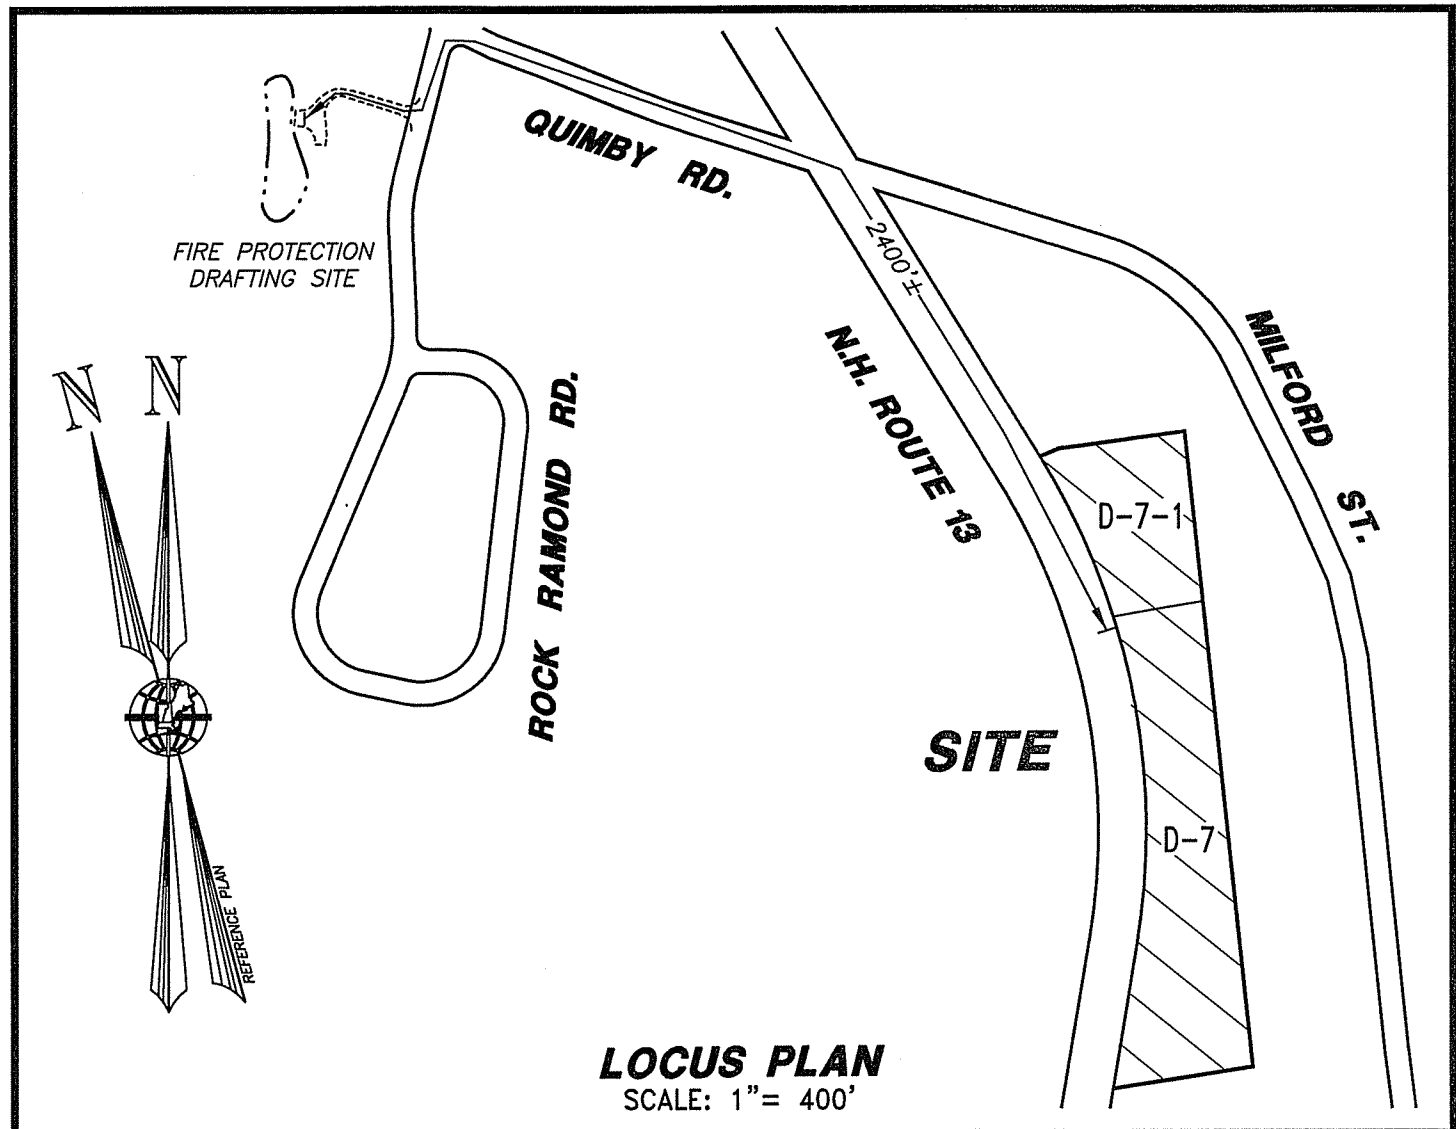 QUIMBY RD.
FIRE PROTECTION
DRAFTING SITE
2400'±
N.H. ROUTE 13
MILFORD ST.
N N
ROCK RAMOND RD.
D-7-1
SITE
D-7
REFERENCE PLAN
LOCUS PLAN
SCALE: 1"= 400'